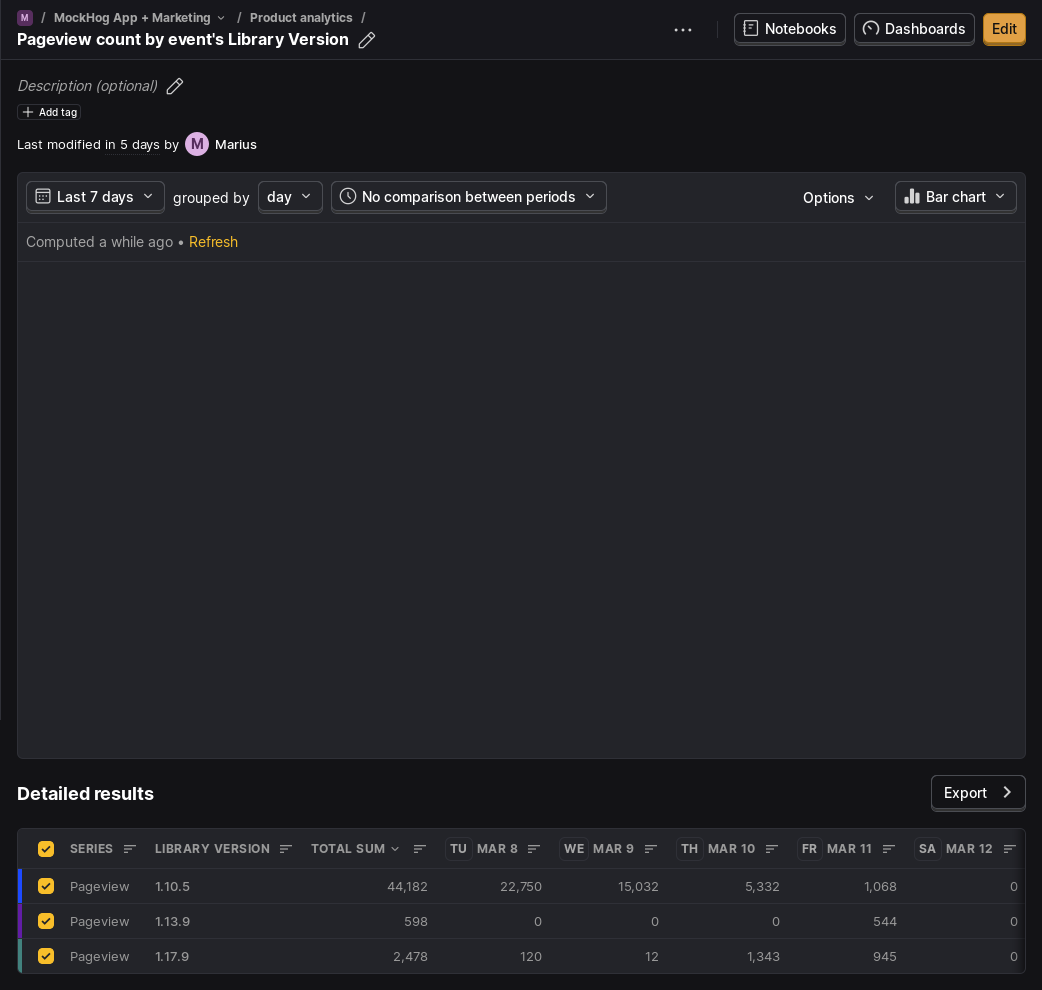 M / MockHog App + Marketing / Product analytics /
Pageview count by event's Library Version
Notebooks Dashboards Edit
Description (optional)
Add tag
Last modified in 5 days by M Marius
Last 7 days grouped by day No comparison between periods Options Bar chart
Computed a while ago • Refresh
Detailed results
Export
SERIES LIBRARY VERSION TOTAL SUM TU MAR 8 WE MAR 9 TH MAR 10 FR MAR 11 SA MAR 12
Pageview 1.10.5 44,182 22,750 15,032 5,332 1,068 0
Pageview 1.13.9 598 0 0 0 544 0
Pageview 1.17.9 2,478 120 12 1,343 945 0